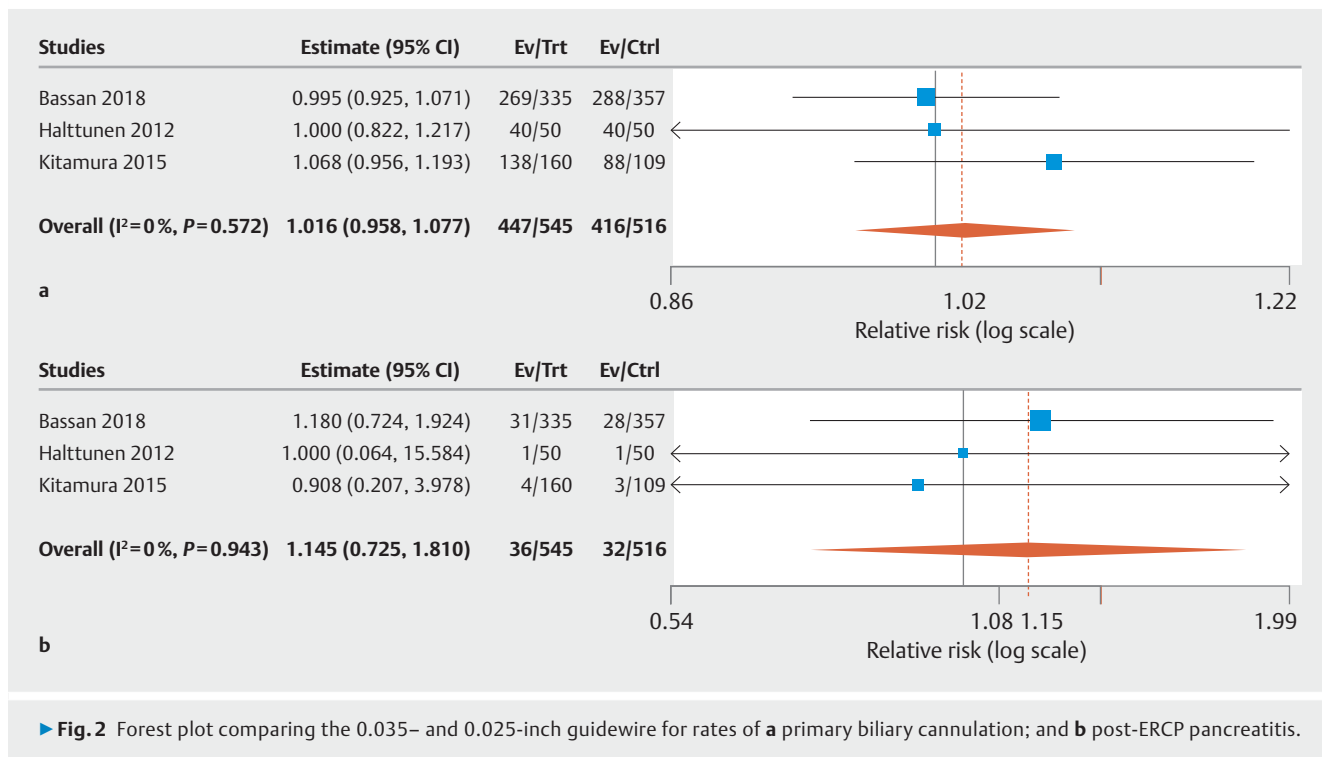 Studies Estimate (95% CI) Ev/Trt Ev/Ctrl
Bassan 2018 0.995 (0.925, 1.071) 269/335 288/357
Halttunen 2012 1.000 (0.822, 1.217) 40/50 40/50
Kitamura 2015 1.068 (0.956, 1.193) 138/160 88/109
Overall (I²=0%, P=0.572) 1.016 (0.958, 1.077) 447/545 416/516
a
0.86 1.02 1.22
Relative risk (log scale)
Studies Estimate (95% CI) Ev/Trt Ev/Ctrl
Bassan 2018 1.180 (0.724, 1.924) 31/335 28/357
Halttunen 2012 1.000 (0.064, 15.584) 1/50 1/50
Kitamura 2015 0.908 (0.207, 3.978) 4/160 3/109
Overall (I²=0%, P=0.943) 1.145 (0.725, 1.810) 36/545 32/516
0.54 1.08 1.15 1.99
b
Relative risk (log scale)
▶ Fig. 2 Forest plot comparing the 0.035– and 0.025-inch guidewire for rates of a primary biliary cannulation; and b post-ERCP pancreatitis.